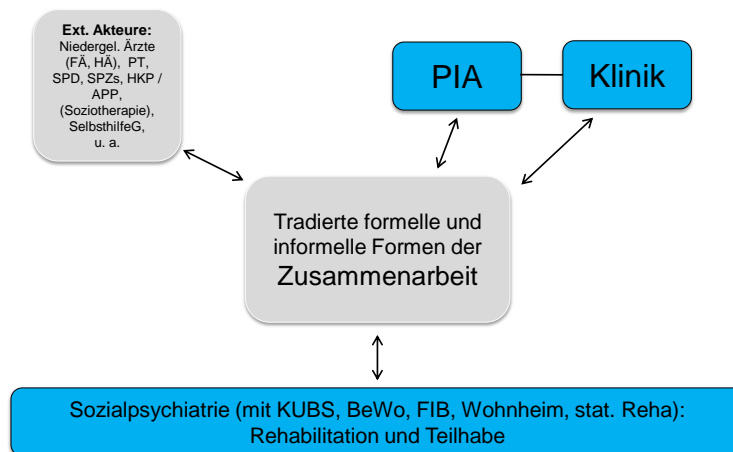 Ext. Akteure:
Niedergel. Ärzte
(FÄ, HÄ), PT,
SPD, SPZs, HKP /
APP,
(Soziotherapie),
SelbsthilfeG,
u. a.
PIA
Klinik
Tradierte formelle und
informelle Formen der
Zusammenarbeit
Sozialpsychiatrie (mit KUBS, BeWo, FIB, Wohnheim, stat. Reha):
Rehabilitation und Teilhabe